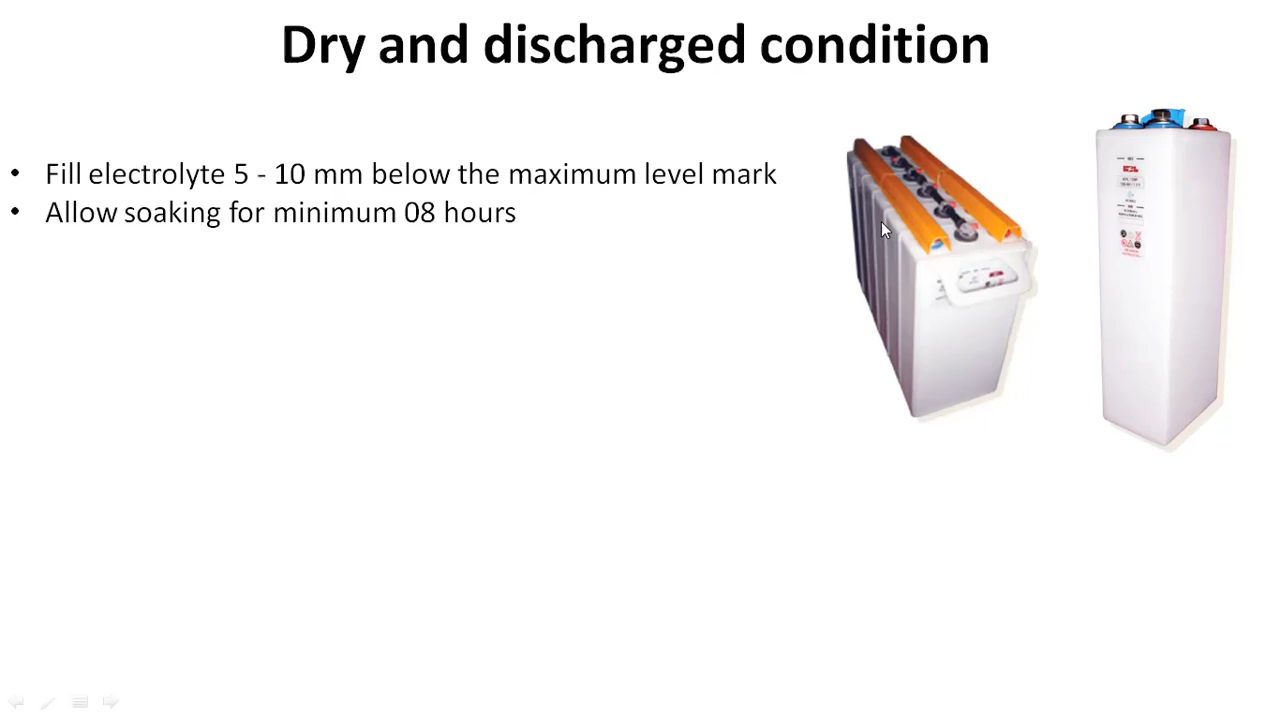 Dry and discharged condition
• Fill electrolyte 5 - 10 mm below the maximum level mark
• Allow soaking for minimum 08 hours